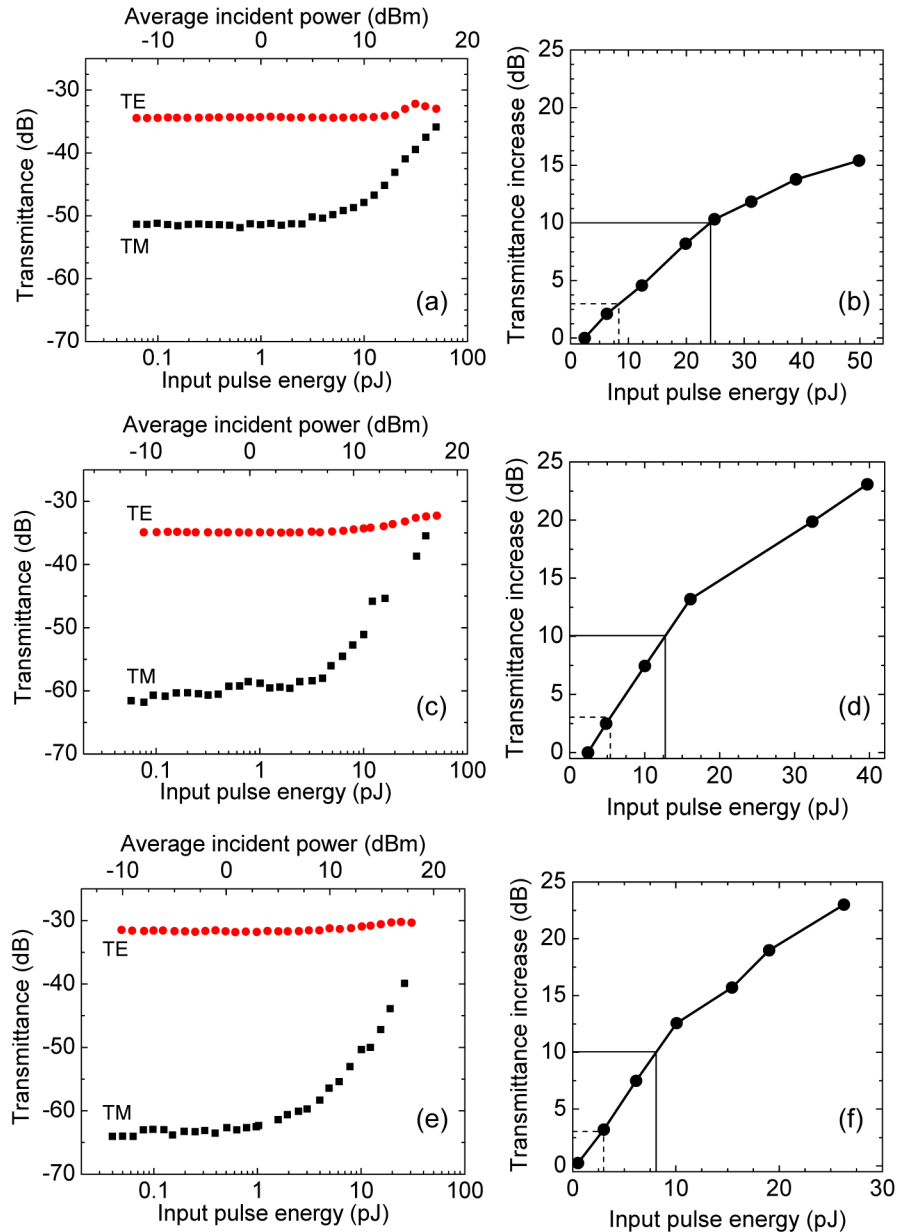 Average incident power (dBm)
-10 0 10 20
-30
-40
-50
-60
-70
Transmittance (dB)
TE
TM
(a)
0.1 1 10 100
Input pulse energy (pJ)
25
20
15
10
5
0
Transmittance increase (dB)
(b)
0 10 20 30 40 50
Input pulse energy (pJ)
Average incident power (dBm)
-10 0 10 20
-30
-40
-50
-60
-70
Transmittance (dB)
TE
TM
(c)
0.1 1 10 100
Input pulse energy (pJ)
25
20
15
10
5
0
Transmittance increase (dB)
(d)
0 10 20 30 40
Input pulse energy (pJ)
Average incident power (dBm)
-10 0 10 20
-30
-40
-50
-60
-70
Transmittance (dB)
TE
TM
(e)
0.1 1 10 100
Input pulse energy (pJ)
25
20
15
10
5
0
Transmittance increase (dB)
(f)
0 10 20 30
Input pulse energy (pJ)